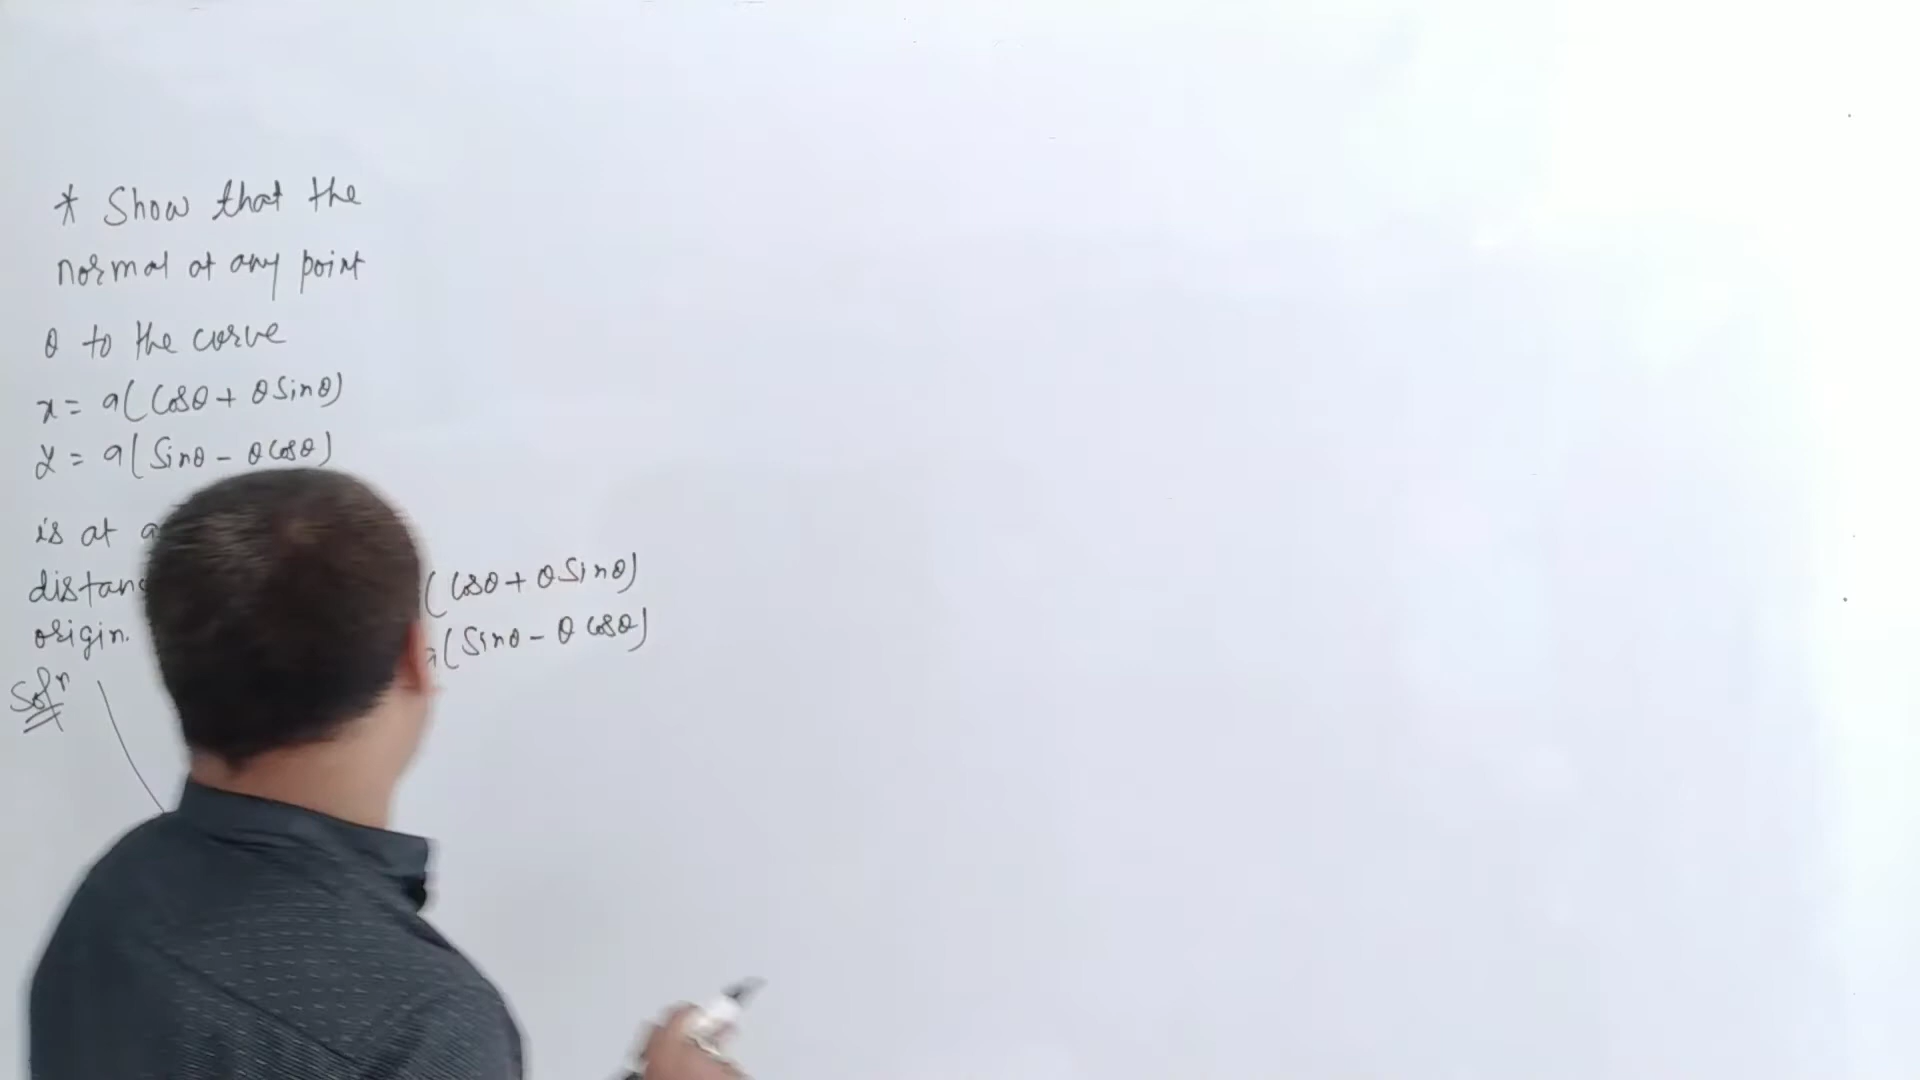 * Show that the
normal at any point
θ to the curve
x = a(Cosθ + θ Sinθ)
y = a(Sinθ - θ Cosθ)
is at a
origin.
Solⁿ
(Cosθ + θ Sinθ)
(Sinθ - θ Cosθ)